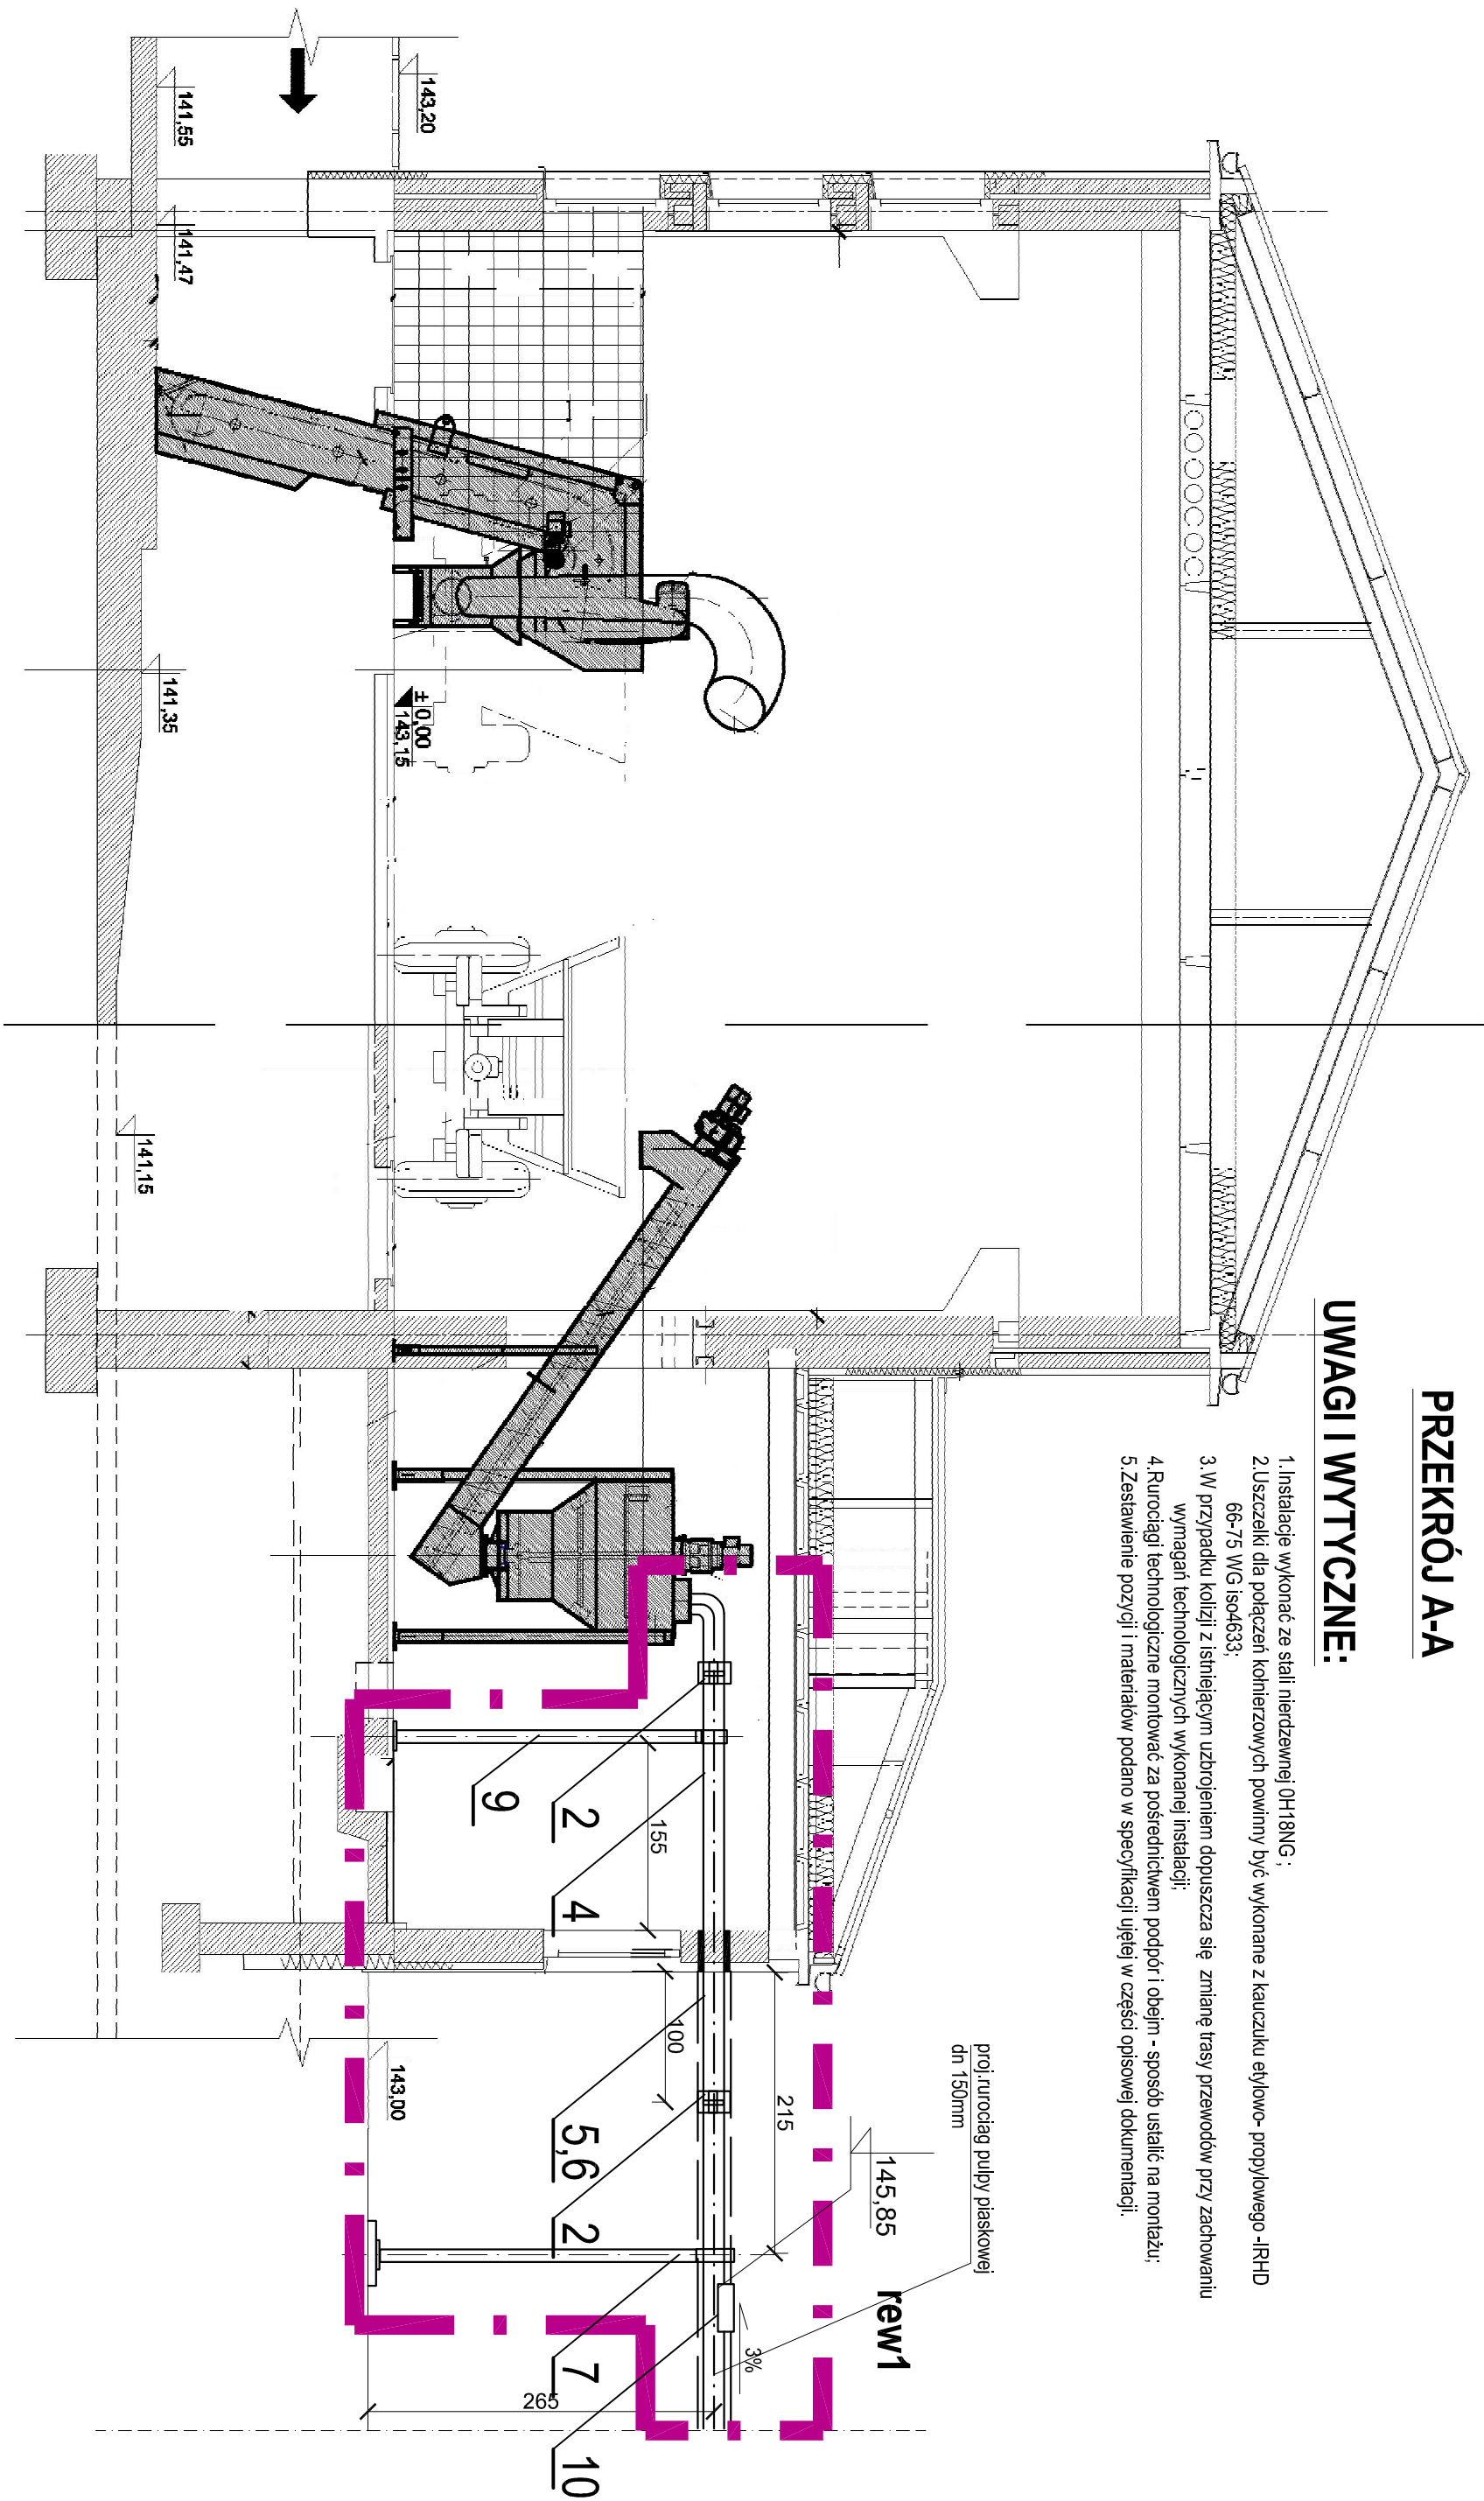 PRZEKRÓJ A-A
UWAGI I WYTYCZNE:
1.Instalację wykonać ze stali nierdzewnej 0H18NG ;
2.Uszczelki dla połączeń kołnierzowych powinny być wykonane z kauczuku etylowo- propylowego -IRHD
66-75 WG iso4633;
3.W przypadku kolizji z istniejącym uzbrojeniem dopuszcza się zmianę trasy przewodów przy zachowaniu
wymagań technologicznych wykonanej instalacji;
4.Rurociągi technologiczne montować za pośrednictwem podpór i obejm - sposób ustalić na montażu;
5.Zestawienie pozycji i materiałów podano w specyfikacji ujętej w części opisowej dokumentacji.
proj.rurociag pulpy piaskowej
dn 150mm
145,85
rew1
3%
215
100
155
265
2
4
9
5,6
2
7
10
143,20
141,55
141,47
141,35
± 0,00
143,15
141,15
143,00